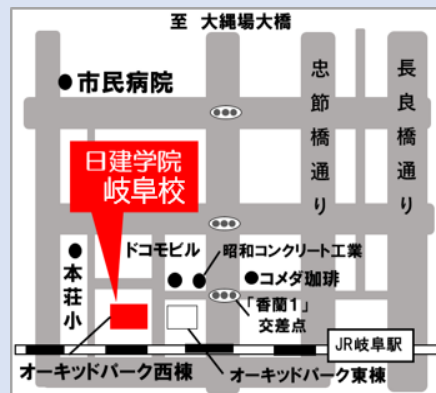 至 大縄場大橋
市民病院
忠節橋通り
長良橋通り
日建学院
岐阜校
ドコモビル
昭和コンクリート工業
本荘小
コメダ珈琲
「香蘭1」
交差点
JR岐阜駅
オーキッドパーク西棟
オーキッドパーク東棟